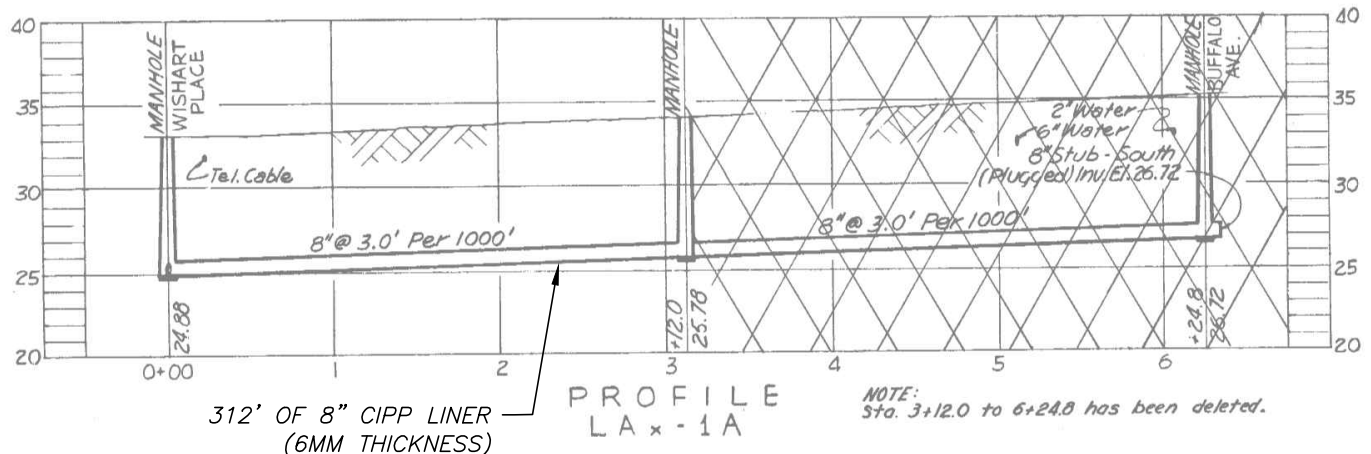 40
40
MANHOLE
WISHART
PLACE
MANHOLE
MANHOLE
BUFFALO
AVE.
35
35
2" Water
6" Water
8" Stub - South
(Plugged) Inv. El. 26.72
Tel. Cable
30
30
8" @ 3.0' Per 1000'
8" @ 3.0' Per 1000'
25
25
24.88
+12.0
25.78
+24.8
26.72
20
20
0+00
1
2
3
4
5
6
312' OF 8" CIPP LINER
(6MM THICKNESS)
PROFILE
LAx-1A
NOTE:
Sta. 3+12.0 to 6+24.8 has been deleted.